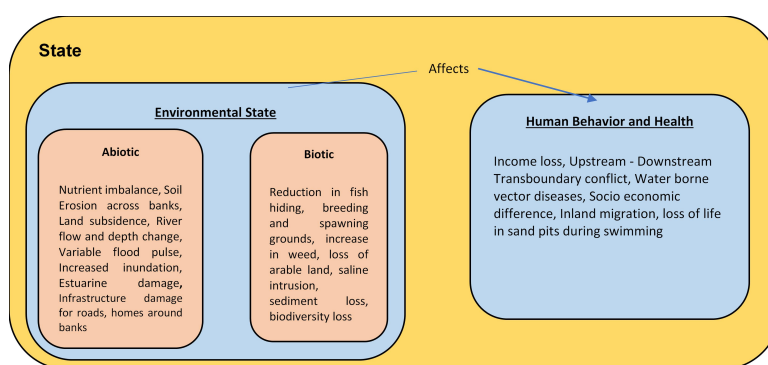 State
Affects
Environmental State
Abiotic
Nutrient imbalance, Soil
Erosion across banks,
Land subsidence, River
flow and depth change,
Variable flood pulse,
Increased inundation,
Estuarine damage,
Infrastructure damage
for roads, homes around
banks
Biotic
Reduction in fish
hiding, breeding
and spawning
grounds, increase
in weed, loss of
arable land, saline
intrusion,
sediment loss,
biodiversity loss
Human Behavior and Health
Income loss, Upstream - Downstream
Transboundary conflict, Water borne
vector diseases, Socio economic
difference, Inland migration, loss of life
in sand pits during swimming